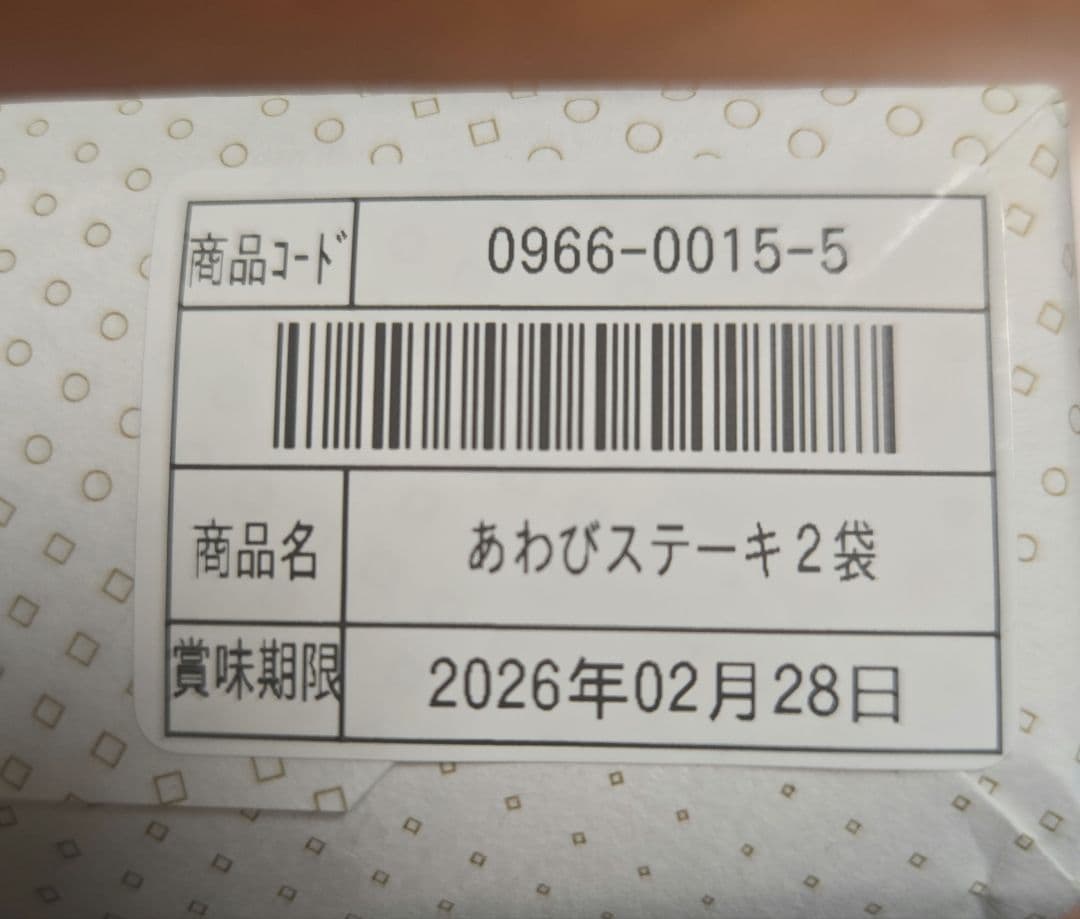 商品ｺｰﾄﾞ 0966-0015-5
商品名 あわびステーキ2袋
賞味期限 2026年02月28日